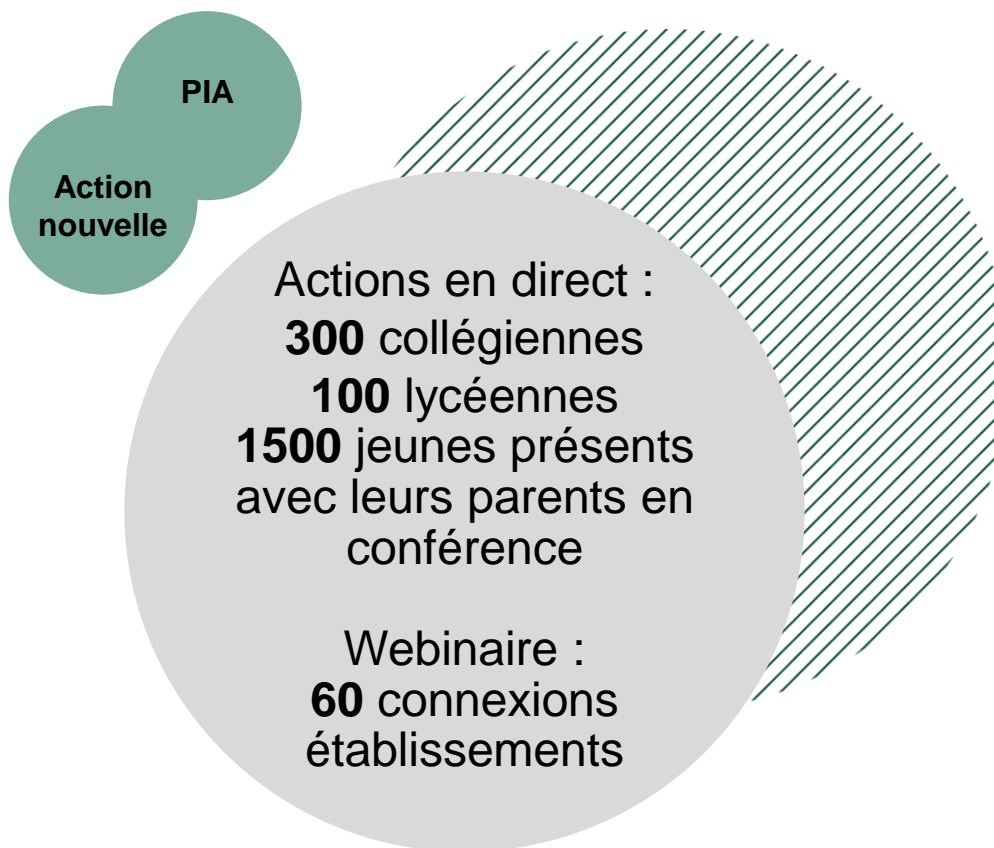 PIA
Action
nouvelle
Actions en direct :
300 collégiennes
100 lycéennes
1500 jeunes présents
avec leurs parents en
conférence
Webinaire :
60 connexions
établissements